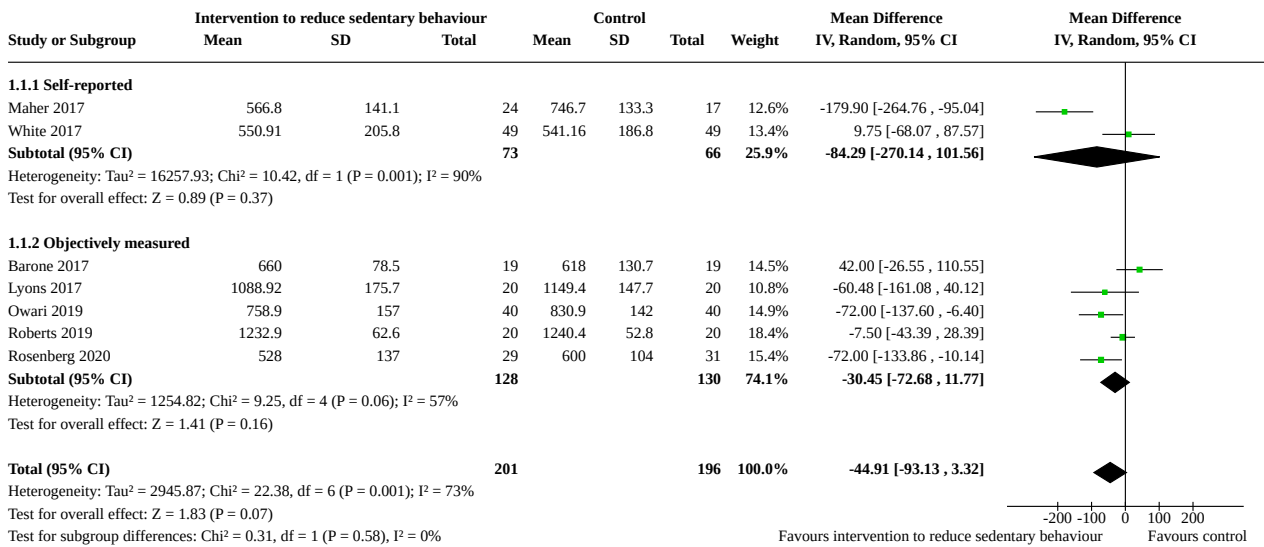 Intervention to reduce sedentary behaviour Control Mean Difference Mean Difference
Study or Subgroup Mean SD Total Mean SD Total Weight IV, Random, 95% CI IV, Random, 95% CI
1.1.1 Self-reported
Maher 2017 566.8 141.1 24 746.7 133.3 17 12.6% -179.90 [-264.76 , -95.04]
White 2017 550.91 205.8 49 541.16 186.8 49 13.4% 9.75 [-68.07 , 87.57]
Subtotal (95% CI) 73 66 25.9% -84.29 [-270.14 , 101.56]
Heterogeneity: Tau² = 16257.93; Chi² = 10.42, df = 1 (P = 0.001); I² = 90%
Test for overall effect: Z = 0.89 (P = 0.37)
1.1.2 Objectively measured
Barone 2017 660 78.5 19 618 130.7 19 14.5% 42.00 [-26.55 , 110.55]
Lyons 2017 1088.92 175.7 20 1149.4 147.7 20 10.8% -60.48 [-161.08 , 40.12]
Owari 2019 758.9 157 40 830.9 142 40 14.9% -72.00 [-137.60 , -6.40]
Roberts 2019 1232.9 62.6 20 1240.4 52.8 20 18.4% -7.50 [-43.39 , 28.39]
Rosenberg 2020 528 137 29 600 104 31 15.4% -72.00 [-133.86 , -10.14]
Subtotal (95% CI) 128 130 74.1% -30.45 [-72.68 , 11.77]
Heterogeneity: Tau² = 1254.82; Chi² = 9.25, df = 4 (P = 0.06); I² = 57%
Test for overall effect: Z = 1.41 (P = 0.16)
Total (95% CI) 201 196 100.0% -44.91 [-93.13 , 3.32]
Heterogeneity: Tau² = 2945.87; Chi² = 22.38, df = 6 (P = 0.001); I² = 73%
Test for overall effect: Z = 1.83 (P = 0.07)
-200 -100 0 100 200
Test for subgroup differences: Chi² = 0.31, df = 1 (P = 0.58), I² = 0%
Favours intervention to reduce sedentary behaviour Favours control